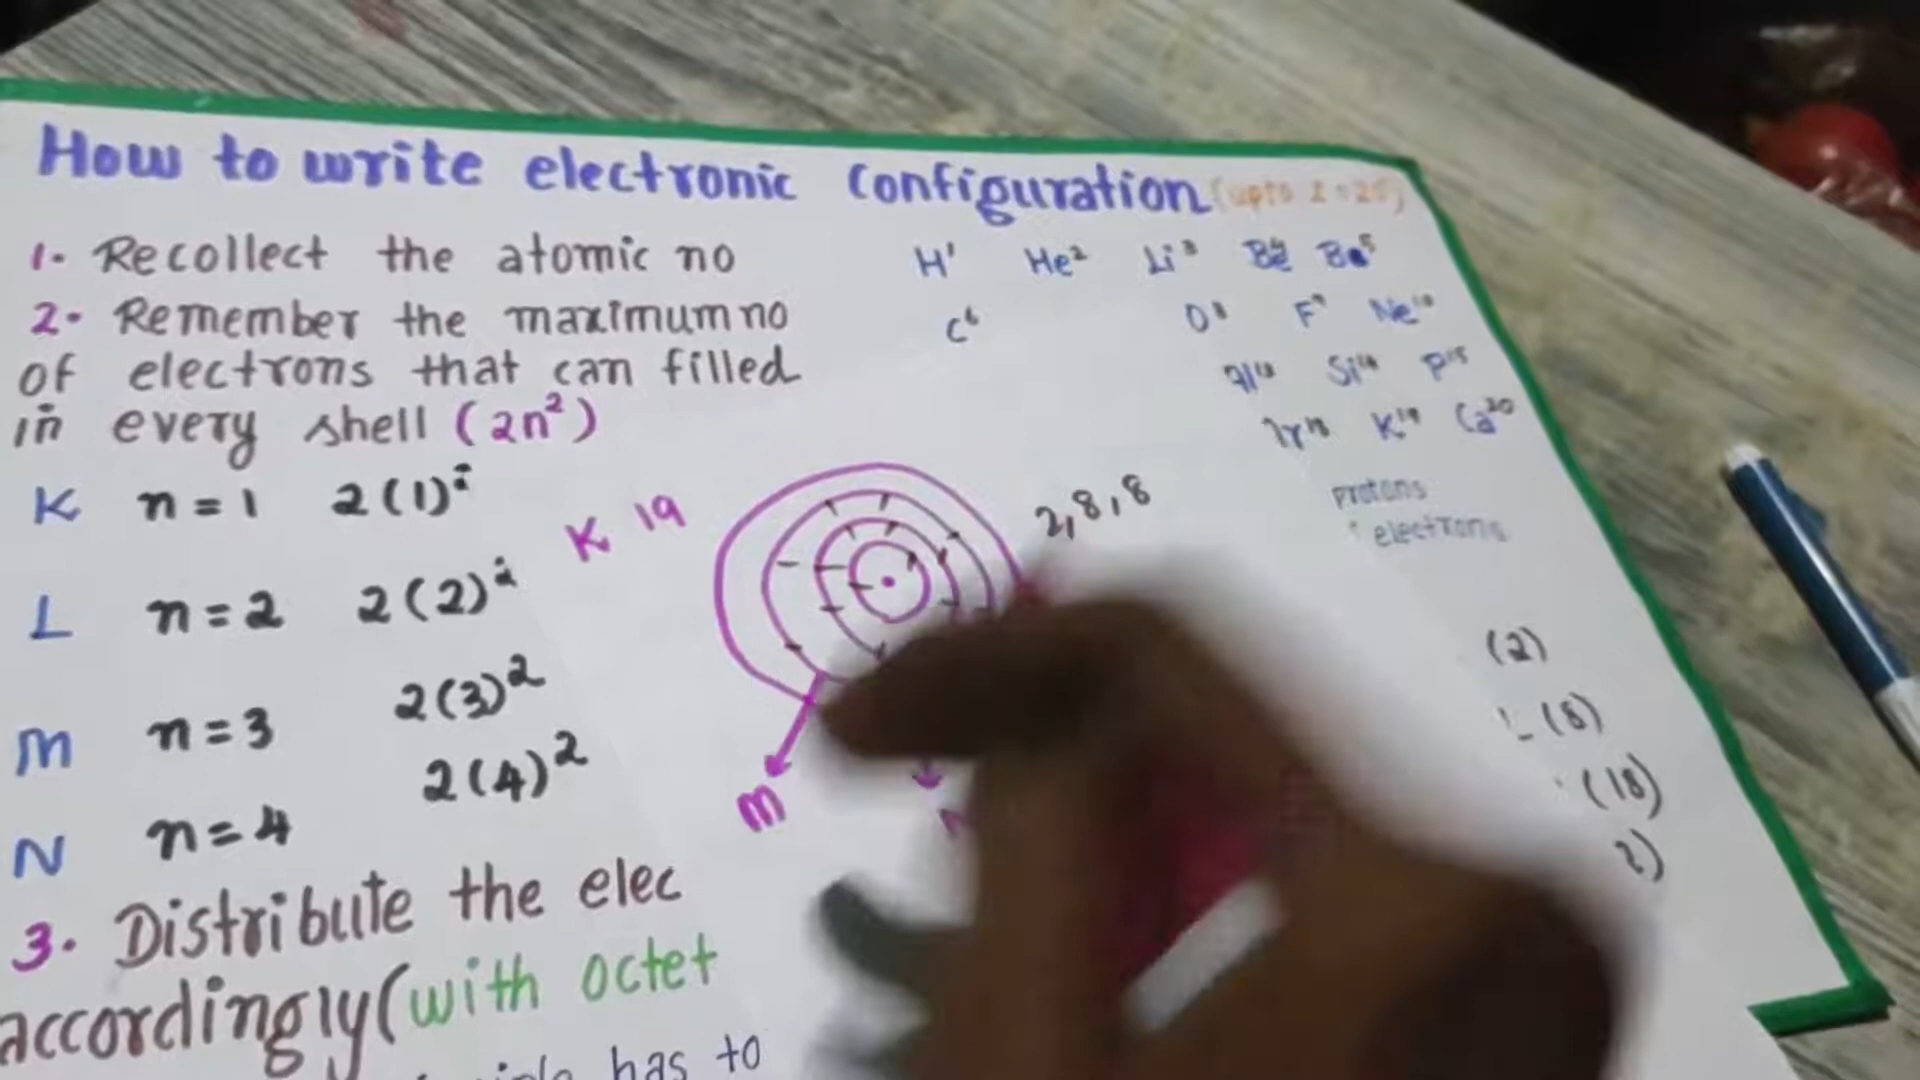 How to write electronic Configuration (upto z = 20)
1. Recollect the atomic no
2. Remember the maximum no
of electrons that can filled
in every shell (2n²)
K n = 1 2(1)²
L n = 2 2(2)²
M n = 3 2(3)²
N n = 4 2(4)²
3. Distribute the elec
accordingly (with octet
has to
H¹ He² Li³ Be⁴
C⁶ O⁸ F⁹ Ne¹⁰
Si¹⁴ P¹⁵
K¹⁹ Ca²⁰
protons
electrons
K 19
2,8,8
M
(2)
L (8)
(18)